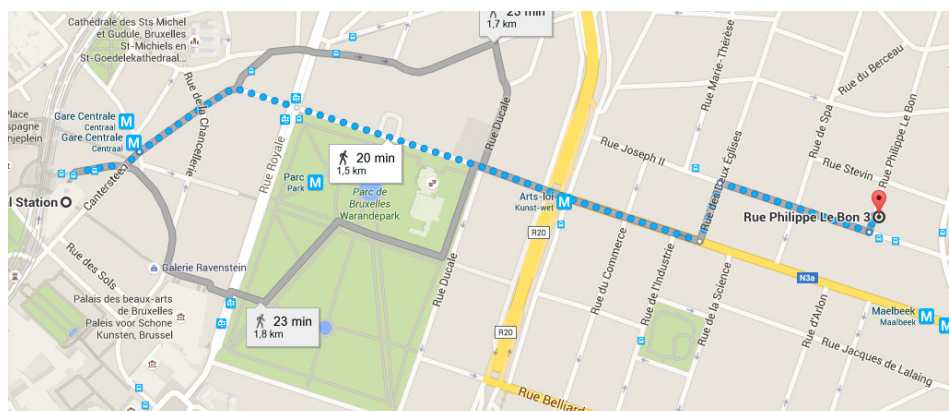 23 min
1,7 km
Cathédrale des Sts Michel
et Gudule, Bruxelles
St-Michiels en
St-Goedelekathedraal...
Rue de la Chancellerie
Place
Espagne
anjeplein
Gare Centrale
Centraal
Gare Centrale
Centraal
Cantersteen
al Station
Rue Royale
Parc
Park
20 min
1,5 km
Parc de
Bruxelles
Warandepark
Rue Ducale
Rue Ducale
Galerie Ravenstein
Rue des Sols
Palais des beaux-arts
de Bruxelles
Paleis voor Schone
Kunsten, Brussel
23 min
1,8 km
Arts-loi
Kunst-wet
R20
R20
Rue Joseph II
Rue Marie-Thérèse
Rue des Deux Églises
Rue du Berceau
Rue de Spa
Rue Philippe Le Bon
Rue Stevin
Rue Philippe Le Bon 3
Rue du Commerce
Rue de l'Industrie
Rue de la Science
N3a
Rue d'Arlon
Maelbeek
Maalbeek
Rue Jacques de Lalaing
Rue Belliard